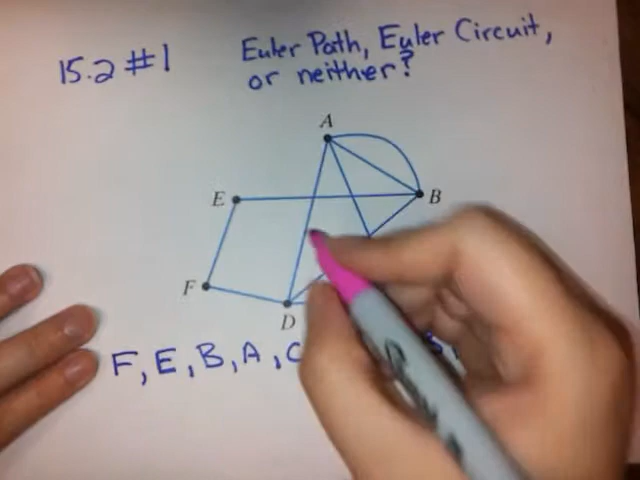 15.2 #1
Euler Path, Euler Circuit,
or neither?
A
E
B
F
D
F, E, B, A, C